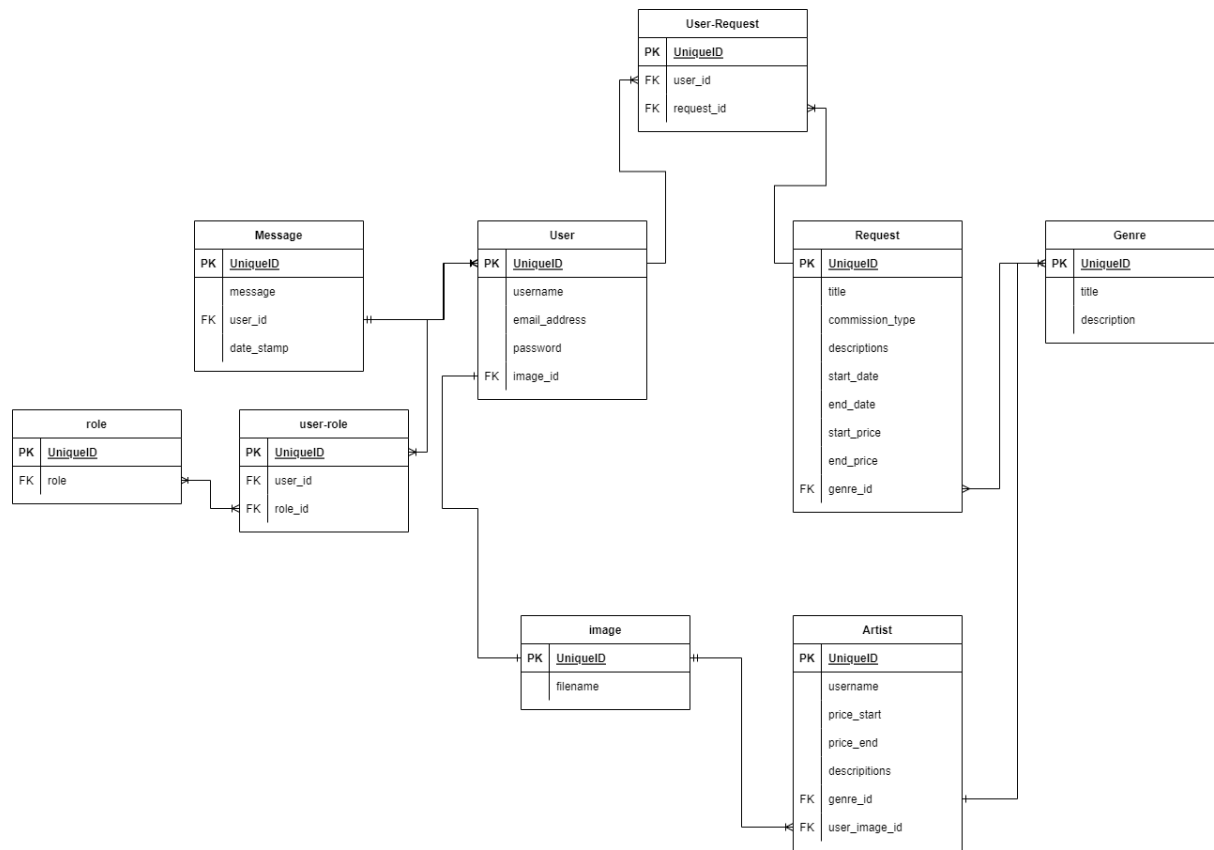 User-Request
PK UniqueID
FK user_id
FK request_id
Message
PK UniqueID
message
FK user_id
date_stamp
User
PK UniqueID
username
email_address
password
FK image_id
Request
PK UniqueID
title
commission_type
descriptions
start_date
end_date
start_price
end_price
FK genre_id
Genre
PK UniqueID
title
description
role
PK UniqueID
FK role
user-role
PK UniqueID
FK user_id
FK role_id
image
PK UniqueID
filename
Artist
PK UniqueID
username
price_start
price_end
descripitions
FK genre_id
FK user_image_id